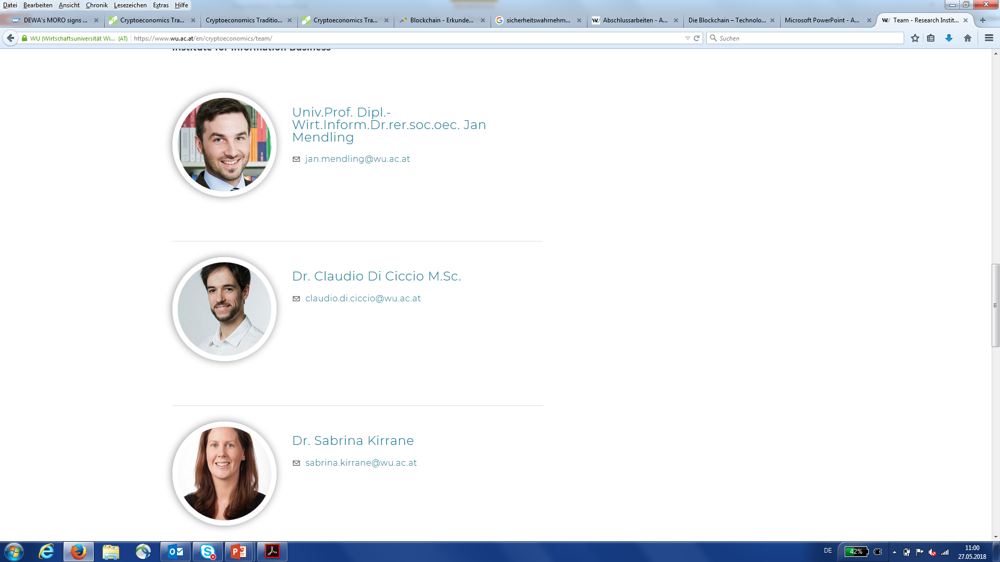 Datei Bearbeiten Ansicht Chronik Lesezeichen Extras Hilfe
DEWA's MORO signs ... Cryptoeconomics Tra... Cryptoeconomics Traditio... Cryptoeconomics Tra... Blockchain - Erkunde... sicherheitswahrnehm... Abschlussarbeiten - A... Die Blockchain – Technolo... Microsoft PowerPoint - A... Team - Research Instit...
WU (Wirtschaftsuniversität Wi... (AT) https://www.wu.ac.at/en/cryptoeconomics/team/ Suchen
Institute for Information Business
Univ.Prof. Dipl.-
Wirt.Inform.Dr.rer.soc.oec. Jan
Mendling
jan.mendling@wu.ac.at
Dr. Claudio Di Ciccio M.Sc.
claudio.di.ciccio@wu.ac.at
Dr. Sabrina Kirrane
sabrina.kirrane@wu.ac.at
DE 42% 11:00
27.05.2018